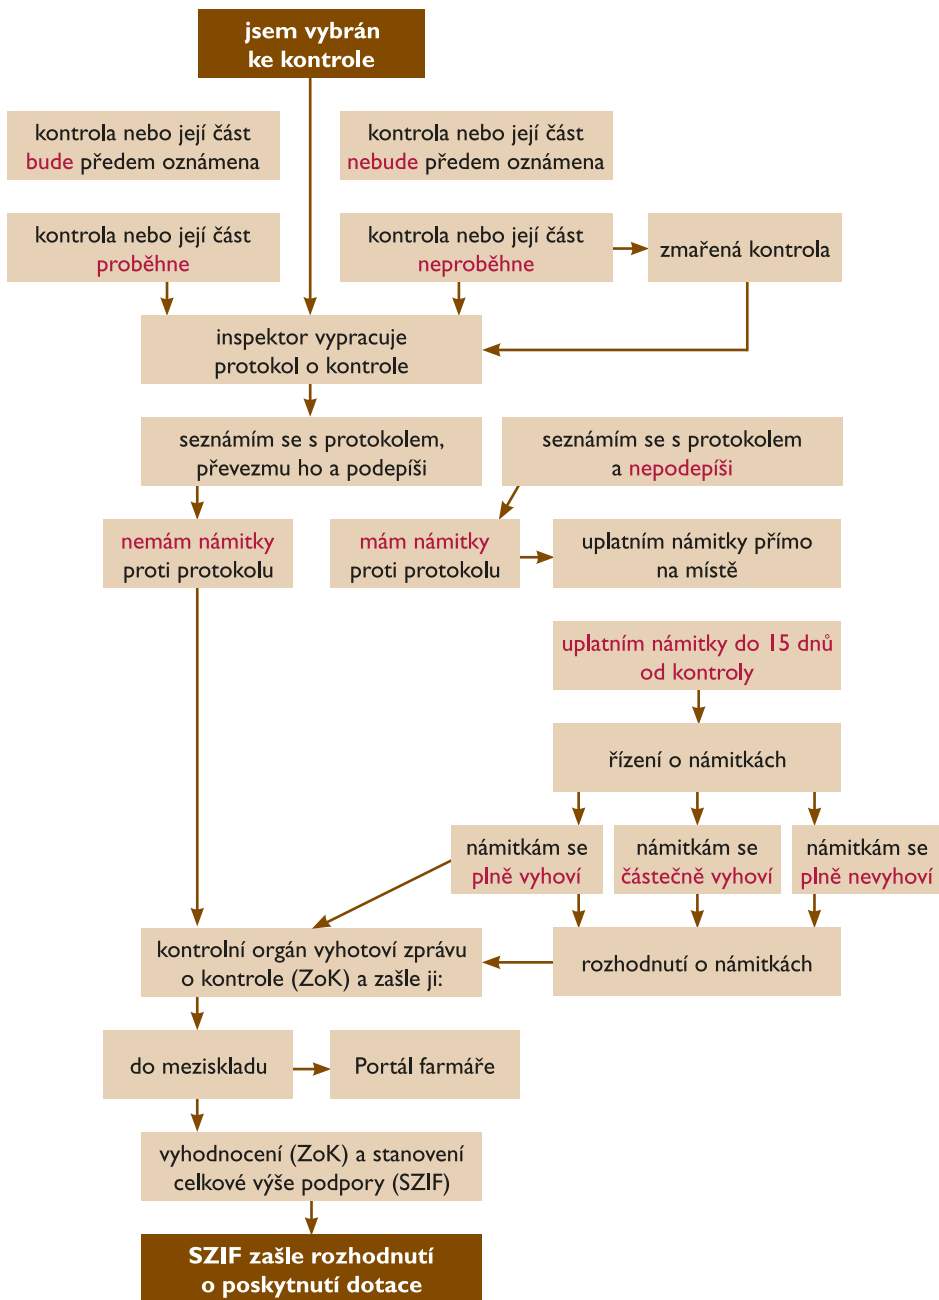 jsem vybrán
ke kontrole
kontrola nebo její část
bude předem oznámena
kontrola nebo její část
nebude předem oznámena
kontrola nebo její část
proběhne
kontrola nebo její část
neproběhne
zmařená kontrola
inspektor vypracuje
protokol o kontrole
seznámím se s protokolem,
převezmu ho a podepíši
seznámím se s protokolem
a nepodepíši
nemám námitky
proti protokolu
mám námitky
proti protokolu
uplatním námitky přímo
na místě
uplatním námitky do 15 dnů
od kontroly
řízení o námitkách
námitkám se
plně vyhoví
námitkám se
částečně vyhoví
námitkám se
plně nevyhoví
kontrolní orgán vyhotoví zprávu
o kontrole (ZoK) a zašle ji:
rozhodnutí o námitkách
do meziskladu
Portál farmáře
vyhodnocení (ZoK) a stanovení
celkové výše podpory (SZIF)
SZIF zašle rozhodnutí
o poskytnutí dotace